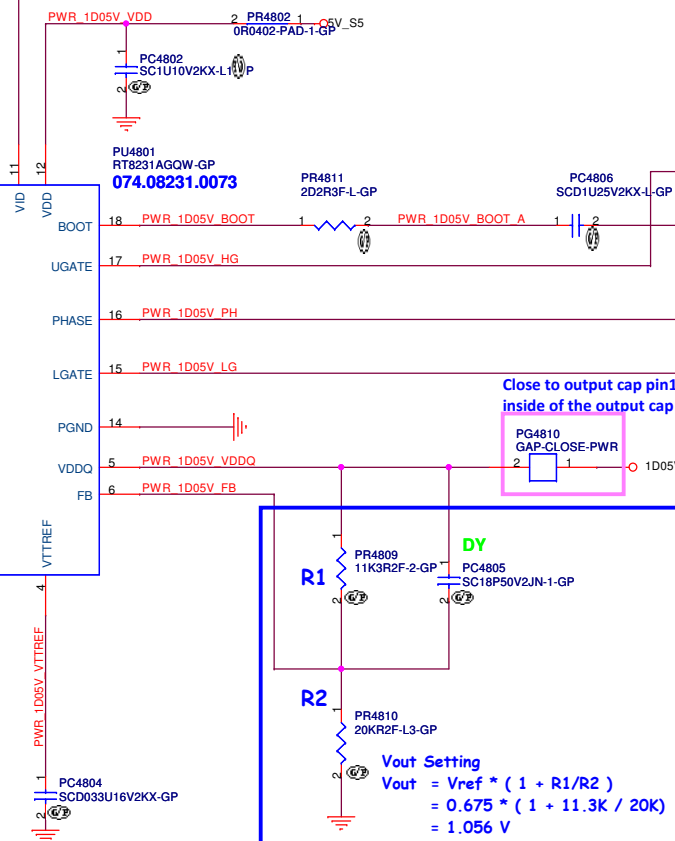 PWR_1D05V_VDD
2 PR4802 1
0R0402-PAD-1-GP
5V_S5
1
PC4802
SC1U10V2KX-L1
P
2
11
12
PU4801
RT8231AGQW-GP
074.08231.0073
VID
VDD
PR4811
2D2R3F-L-GP
PC4806
SCD1U25V2KX-L-GP
BOOT
18
PWR_1D05V_BOOT
1
2
PWR_1D05V_BOOT_A
1
2
UGATE
17
PWR_1D05V_HG
PHASE
16
PWR_1D05V_PH
LGATE
15
PWR_1D05V_LG
Close to output cap pin1
inside of the output cap
PGND
14
PG4810
GAP-CLOSE-PWR
VDDQ
5
PWR_1D05V_VDDQ
2
1
1D05
FB
6
PWR_1D05V_FB
VTTREF
4
PWR_1D05V_VTTREF
R1
1
PR4809
11K3R2F-2-GP
2
DY
1
PC4805
SC18P50V2JN-1-GP
2
R2
1
PR4810
20KR2F-L3-GP
2
Vout Setting
Vout = Vref * ( 1 + R1/R2 )
= 0.675 * ( 1 + 11.3K / 20K)
= 1.056 V
1
PC4804
SCD033U16V2KX-GP
2